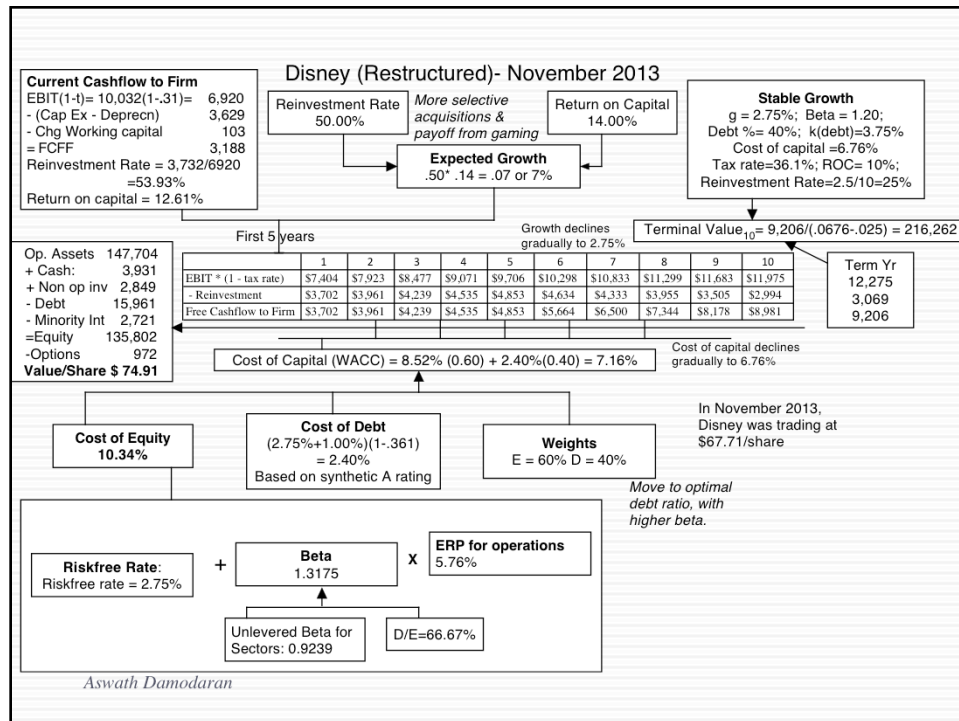 Disney (Restructured)- November 2013
Current Cashflow to Firm
EBIT(1-t)= 10,032(1-.31)= 6,920
- (Cap Ex - Deprecn) 3,629
- Chg Working capital 103
= FCFF 3,188
Reinvestment Rate = 3,732/6920
=53.93%
Return on capital = 12.61%
Reinvestment Rate
50.00%
More selective
acquisitions &
payoff from gaming
Return on Capital
14.00%
Expected Growth
.50* .14 = .07 or 7%
Stable Growth
g = 2.75%; Beta = 1.20;
Debt %= 40%; k(debt)=3.75%
Cost of capital =6.76%
Tax rate=36.1%; ROC= 10%;
Reinvestment Rate=2.5/10=25%
First 5 years
Growth declines
gradually to 2.75%
Terminal Value10= 9,206/(.0676-.025) = 216,262
Op. Assets 147,704
+ Cash: 3,931
+ Non op inv 2,849
- Debt 15,961
- Minority Int 2,721
=Equity 135,802
-Options 972
Value/Share $ 74.91
1 2 3 4 5 6 7 8 9 10
EBIT * (1 - tax rate) $7,404 $7,923 $8,477 $9,071 $9,706 $10,298 $10,833 $11,299 $11,683 $11,975
- Reinvestment $3,702 $3,961 $4,239 $4,535 $4,853 $4,634 $4,333 $3,955 $3,505 $2,994
Free Cashflow to Firm $3,702 $3,961 $4,239 $4,535 $4,853 $5,664 $6,500 $7,344 $8,178 $8,981
Term Yr
12,275
3,069
9,206
Cost of Capital (WACC) = 8.52% (0.60) + 2.40%(0.40) = 7.16%
Cost of capital declines
gradually to 6.76%
Cost of Equity
10.34%
Cost of Debt
(2.75%+1.00%)(1-.361)
= 2.40%
Based on synthetic A rating
Weights
E = 60% D = 40%
In November 2013,
Disney was trading at
$67.71/share
Move to optimal
debt ratio, with
higher beta.
Riskfree Rate:
Riskfree rate = 2.75%
+
Beta
1.3175
X
ERP for operations
5.76%
Unlevered Beta for
Sectors: 0.9239
D/E=66.67%
Aswath Damodaran